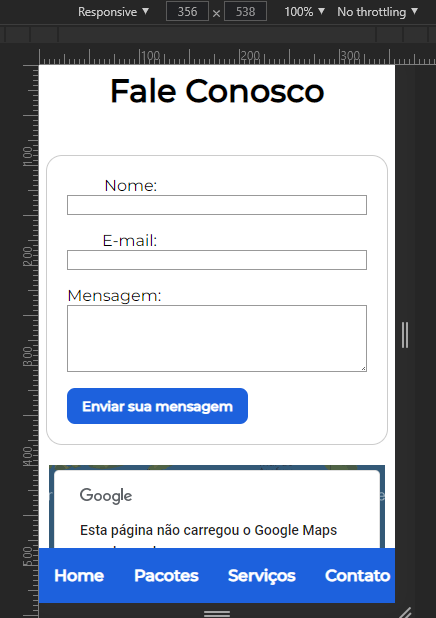 Responsive ▼ 356 × 538 100% ▼ No throttling ▼
100 200 300
Fale Conosco
100
Nome:
E-mail:
200
Mensagem:
300
Enviar sua mensagem
400
Google
Esta página não carregou o Google Maps
500
Home Pacotes Serviços Contato